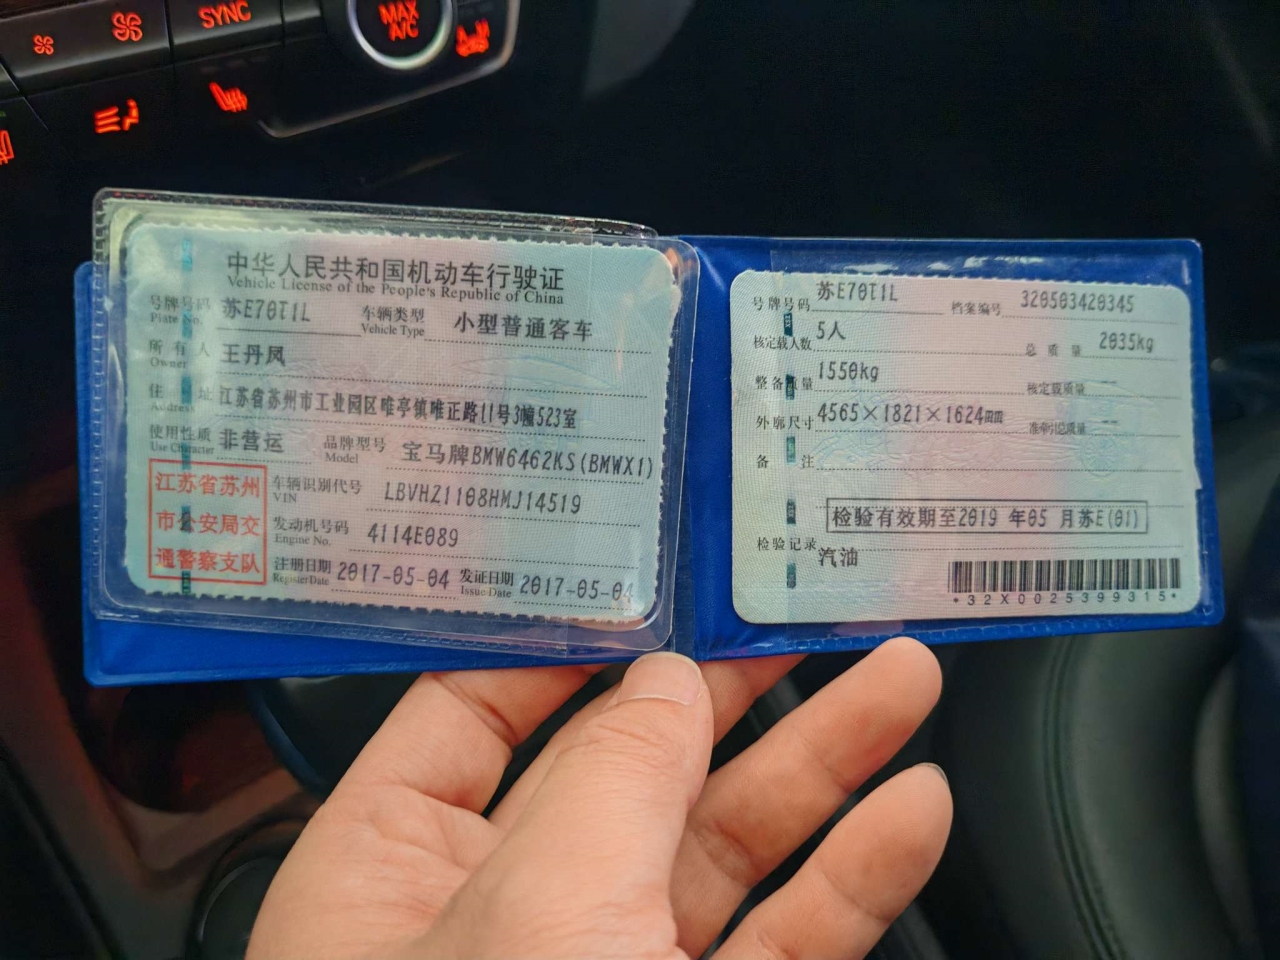 SYNC
MAX
A/C
中华人民共和国机动车行驶证
Vehicle License of the People's Republic of China
号牌号码 苏E70T1L 车辆类型 小型普通客车
Plate No. Vehicle Type
所有人 王丹凤
Owner
住址 江苏省苏州市工业园区唯亭镇唯正路11号3幢523室
Address
使用性质 非营运 品牌型号 宝马牌BMW6462KS(BMWX1)
Use Character Model
江苏省苏州
市公安局交
通警察支队
车辆识别代号 LBVHZ1108HMJ14519
VIN
发动机号码 4114E089
Engine No.
注册日期 2017-05-04 发证日期 2017-05-04
Register Date Issue Date
号牌号码 苏E70T1L 档案编号 320503420345
核定载人数 5人 总质量 2035kg
整备质量 1550kg 核定载质量 --
外廓尺寸 4565×1821×1624mm 准牵引总质量 --
备注
检验有效期至2019 年05 月苏E(01)
检验记录 汽油
*32X0025399315*